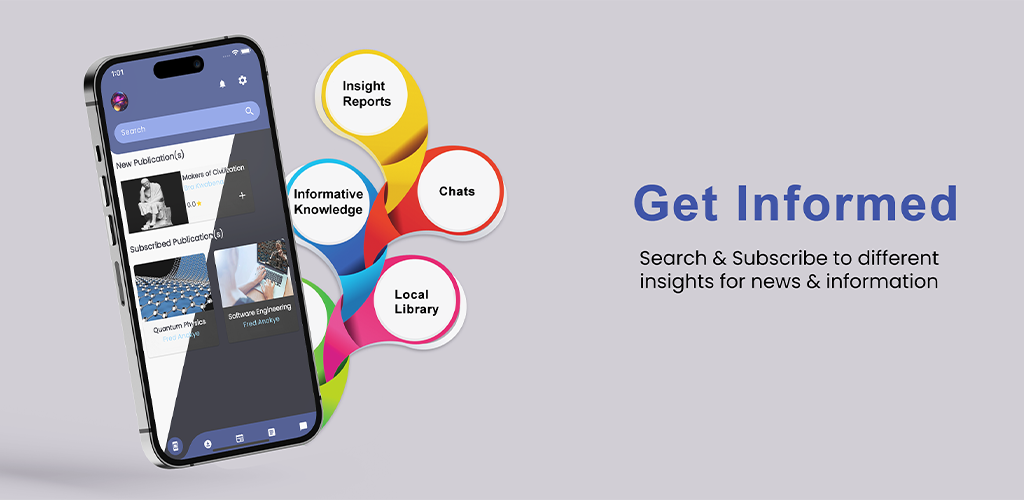 1:01
Search
New Publication(s)
Makers of Civilization
0.0
Subscribed Publication(s)
Quantum Physics
Fred Anokye
Software Engineering
Fred Anokye
Insight
Reports
Informative
Knowledge
Chats
Local
Library
Get Informed
Search & Subscribe to different
insights for news & information